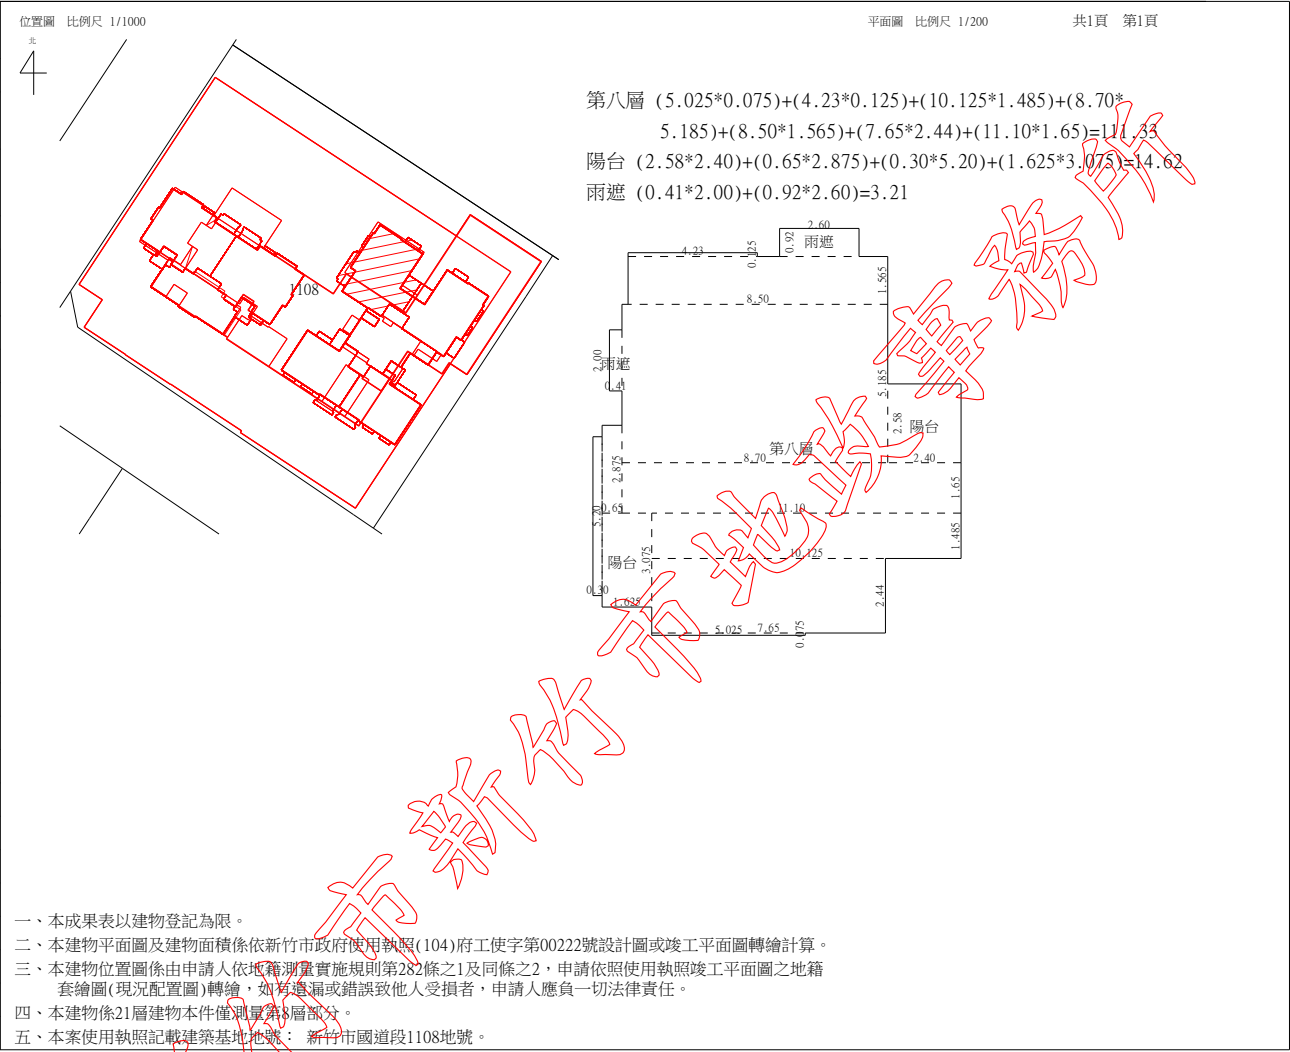 位置圖 比例尺 1/1000
平面圖 比例尺 1/200
共1頁 第1頁
北
第八層 (5.025*0.075)+(4.23*0.125)+(10.125*1.485)+(8.70*
5.185)+(8.50*1.565)+(7.65*2.44)+(11.10*1.65)=111.33
陽台 (2.58*2.40)+(0.65*2.875)+(0.30*5.20)+(1.625*3.075)=14.62
雨遮 (0.41*2.00)+(0.92*2.60)=3.21
1108
2.60
0.92
雨遮
4.23
0.125
1.565
8.50
2.00
雨遮
0.41
5.185
2.58
陽台
第八層
8.70
2.40
2.875
1.65
0.65
11.10
5.20
1.485
10.125
3.075
陽台
0.30
1.625
2.44
5.025
7.65
0.075
一、本成果表以建物登記為限。
二、本建物平面圖及建物面積係依新竹市政府使用執照(104)府工使字第00222號設計圖或竣工平面圖轉繪計算。
三、本建物位置圖係由申請人依地籍測量實施規則第282條之1及同條之2，申請依照使用執照竣工平面圖之地籍
套繪圖(現況配置圖)轉繪，如有遺漏或錯誤致他人受損者，申請人應負一切法律責任。
四、本建物係21層建物本件僅測量第8層部分。
五、本案使用執照記載建築基地地號： 新竹市國道段1108地號。
竹市新竹市地政事務所